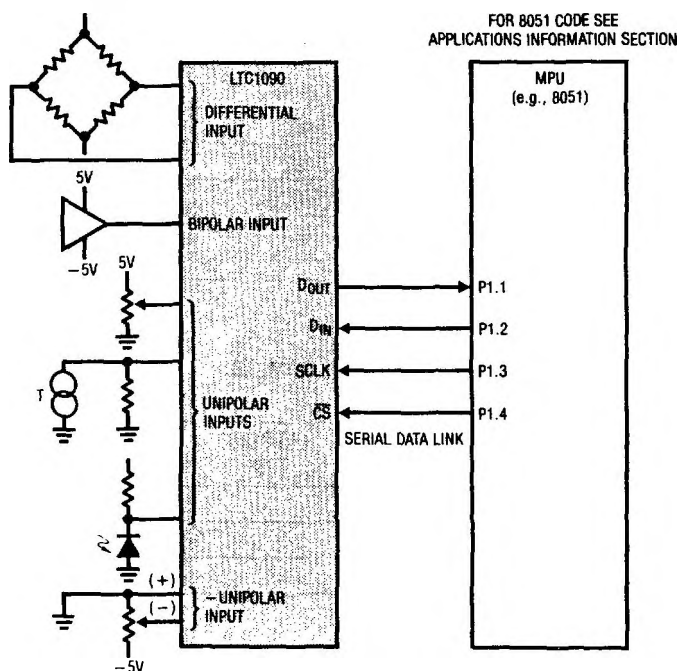 FOR 8051 CODE SEE
APPLICATIONS INFORMATION SECTION
LTC1090
MPU
(e.g., 8051)
DIFFERENTIAL
INPUT
5V
BIPOLAR INPUT
−5V
5V
DOUT
P1.1
DIN
P1.2
SCLK
P1.3
C̅S̅
P1.4
SERIAL DATA LINK
T
UNIPOLAR
INPUTS
(+)
(−)
−UNIPOLAR
INPUT
−5V